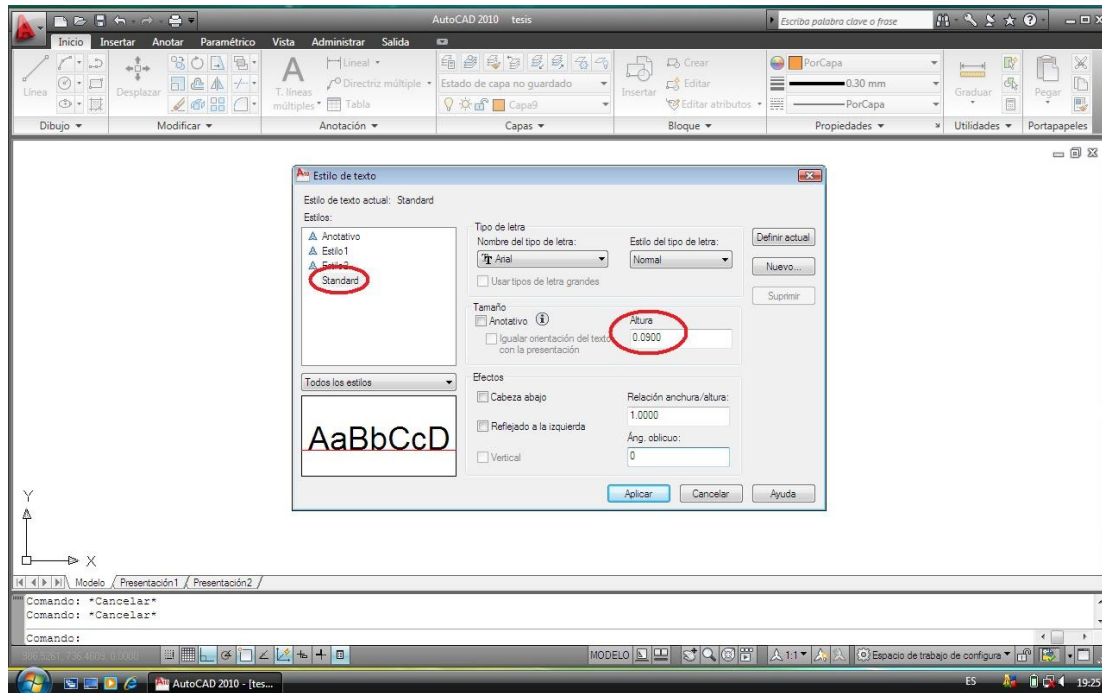 AutoCAD 2010 tesis
Escriba palabra clave o frase
Inicio Insertar Anotar Paramétrico Vista Administrar Salida
Línea
Desplazar
A
T. líneas múltiples
Lineal
Directriz múltiple
Tabla
Estado de capa no guardado
Capa9
Insertar
Crear
Editar
Editar atributos
PorCapa
0.30 mm
PorCapa
Graduar
Pegar
Dibujo Modificar Anotación Capas Bloque Propiedades Utilidades Portapapeles
Estilo de texto
Estilo de texto actual: Standard
Estilos:
Anotativo
Estilo1
Estilo2
Standard
Todos los estilos
AaBbCcD
Tipo de letra
Nombre del tipo de letra:
Arial
Usar tipos de letra grandes
Estilo del tipo de letra:
Normal
Tamaño
Anotativo
Igualar orientación del texto
con la presentación
Altura
0.0900
Efectos
Cabeza abajo
Reflejado a la izquierda
Vertical
Relación anchura/altura:
1.0000
Áng. oblicuo:
0
Definir actual
Nuevo...
Suprimir
Aplicar Cancelar Ayuda
Y
X
Modelo Presentación1 Presentación2
Comando: *Cancelar*
Comando: *Cancelar*
Comando:
MODELO
1:1
Espacio de trabajo de configura
AutoCAD 2010 - [tes...
ES
19:25